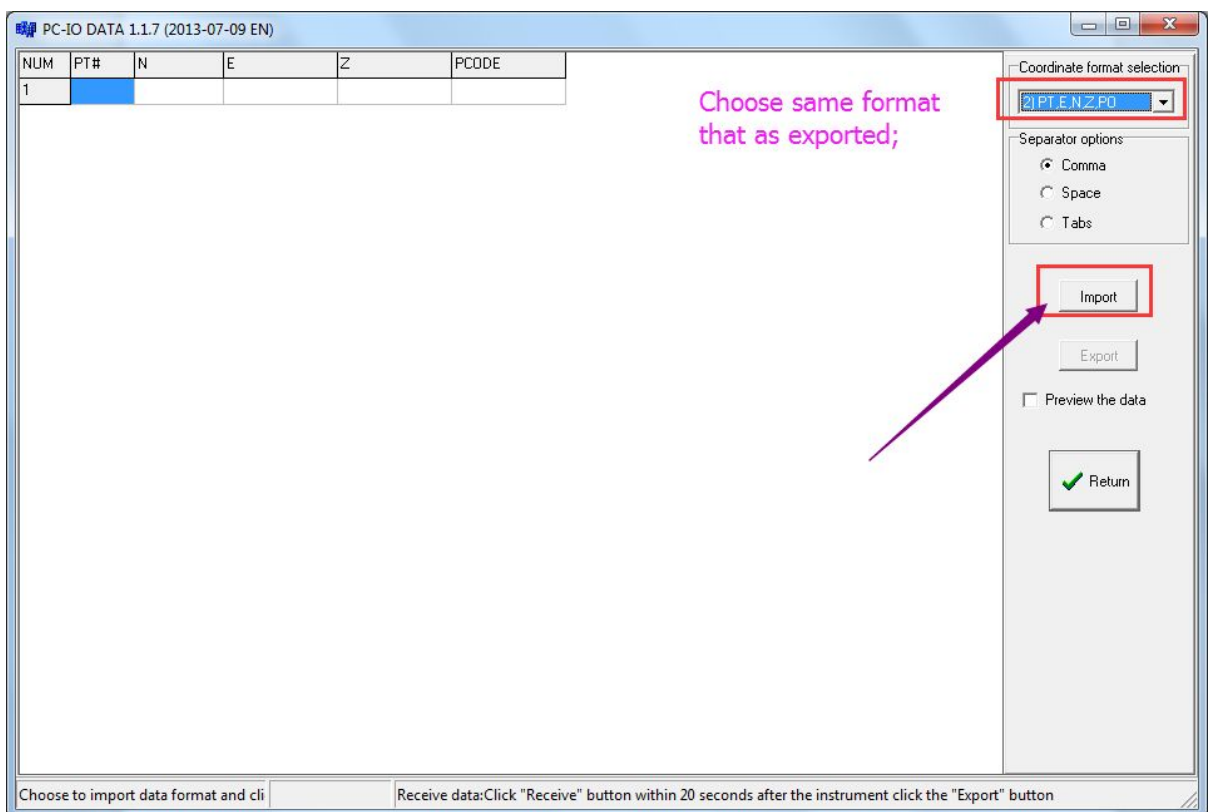 PC-IO DATA 1.1.7 (2013-07-09 EN)
NUM PT# N E Z PCODE
1
Choose same format
that as exported;
Coordinate format selection
2) PT,E,N,Z,PO
Separator options
Comma
Space
Tabs
Import
Export
Preview the data
Return
Choose to import data format and cli
Receive data:Click "Receive" button within 20 seconds after the instrument click the "Export" button